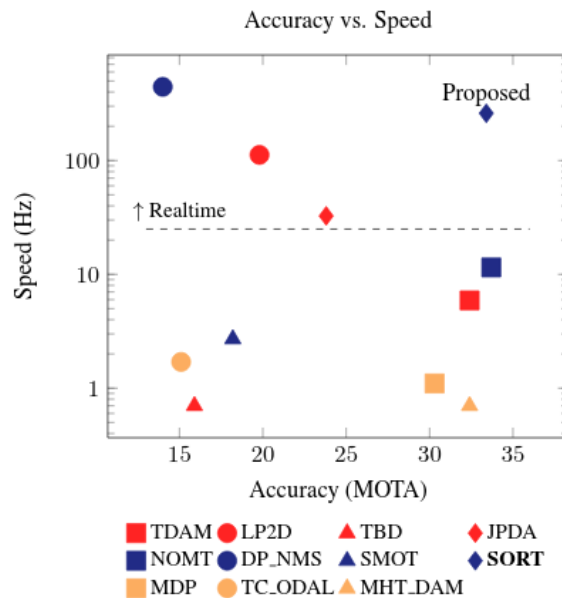 Accuracy vs. Speed
Proposed
100
↑ Realtime
10
1
Speed (Hz)
15 20 25 30 35
Accuracy (MOTA)
TDAM LP2D TBD JPDA
NOMT DP_NMS SMOT SORT
MDP TC_ODAL MHT_DAM